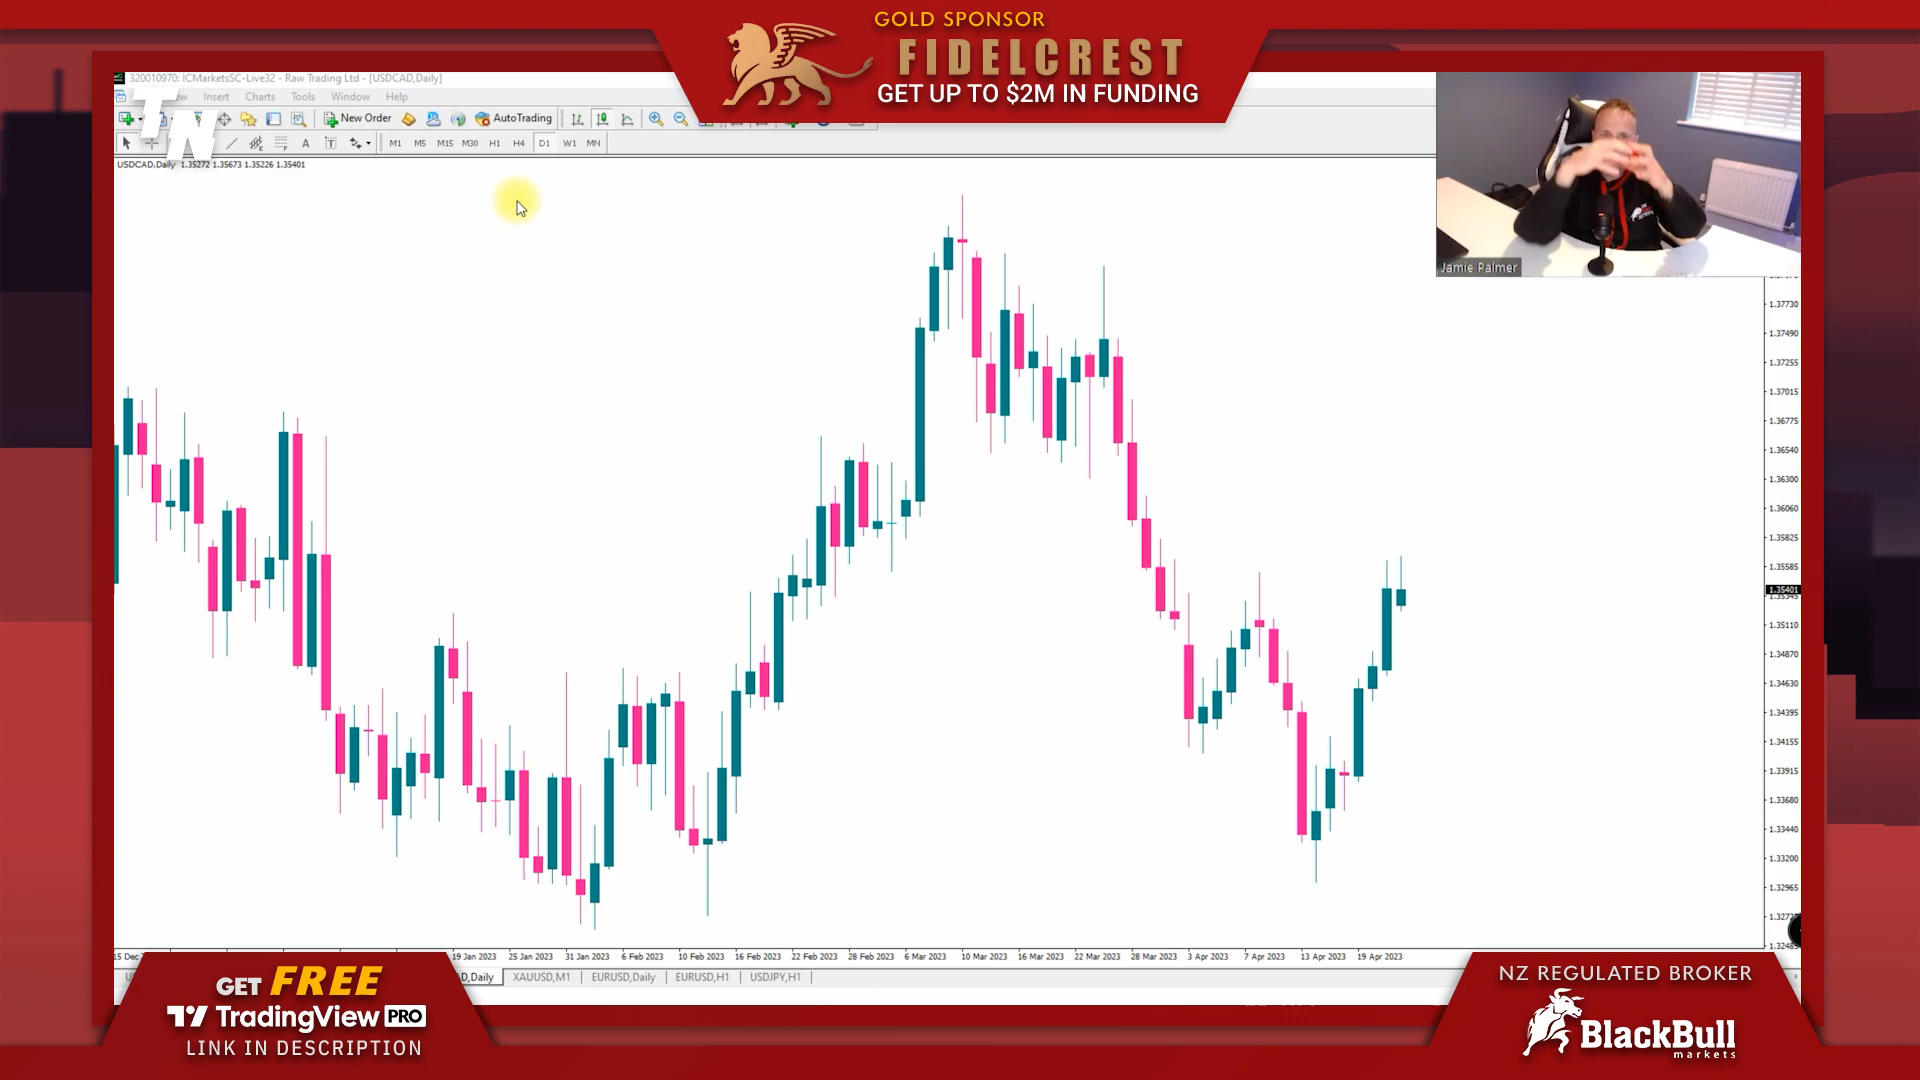 GOLD SPONSOR
FIDELCREST
GET UP TO $2M IN FUNDING
320010970: ICMarketsSC-Live32 - Raw Trading Ltd - [USDCAD,Daily]
Insert Charts Tools Window Help
New Order AutoTrading
TN
A T M1 M5 M15 M30 H1 H4 D1 W1 MN
USDCAD,Daily 1.35272 1.35673 1.35226 1.35401
Jamie Palmer
1.37730
1.37490
1.37255
1.37015
1.36775
1.36540
1.36300
1.36060
1.35825
1.35585
1.35401
1.35345
1.35110
1.34870
1.34630
1.34395
1.34155
1.33915
1.33680
1.33440
1.33200
1.32965
15 Dec 19 Jan 2023 25 Jan 2023 31 Jan 2023 6 Feb 2023 10 Feb 2023 16 Feb 2023 22 Feb 2023 28 Feb 2023 6 Mar 2023 10 Mar 2023 16 Mar 2023 22 Mar 2023 28 Mar 2023 3 Apr 2023 7 Apr 2023 13 Apr 2023 19 Apr 2023
D,Daily XAUUSD,M1 EURUSD,Daily EURUSD,H1 USDJPY,H1
GET FREE
TradingView PRO
LINK IN DESCRIPTION
NZ REGULATED BROKER
BlackBull
markets